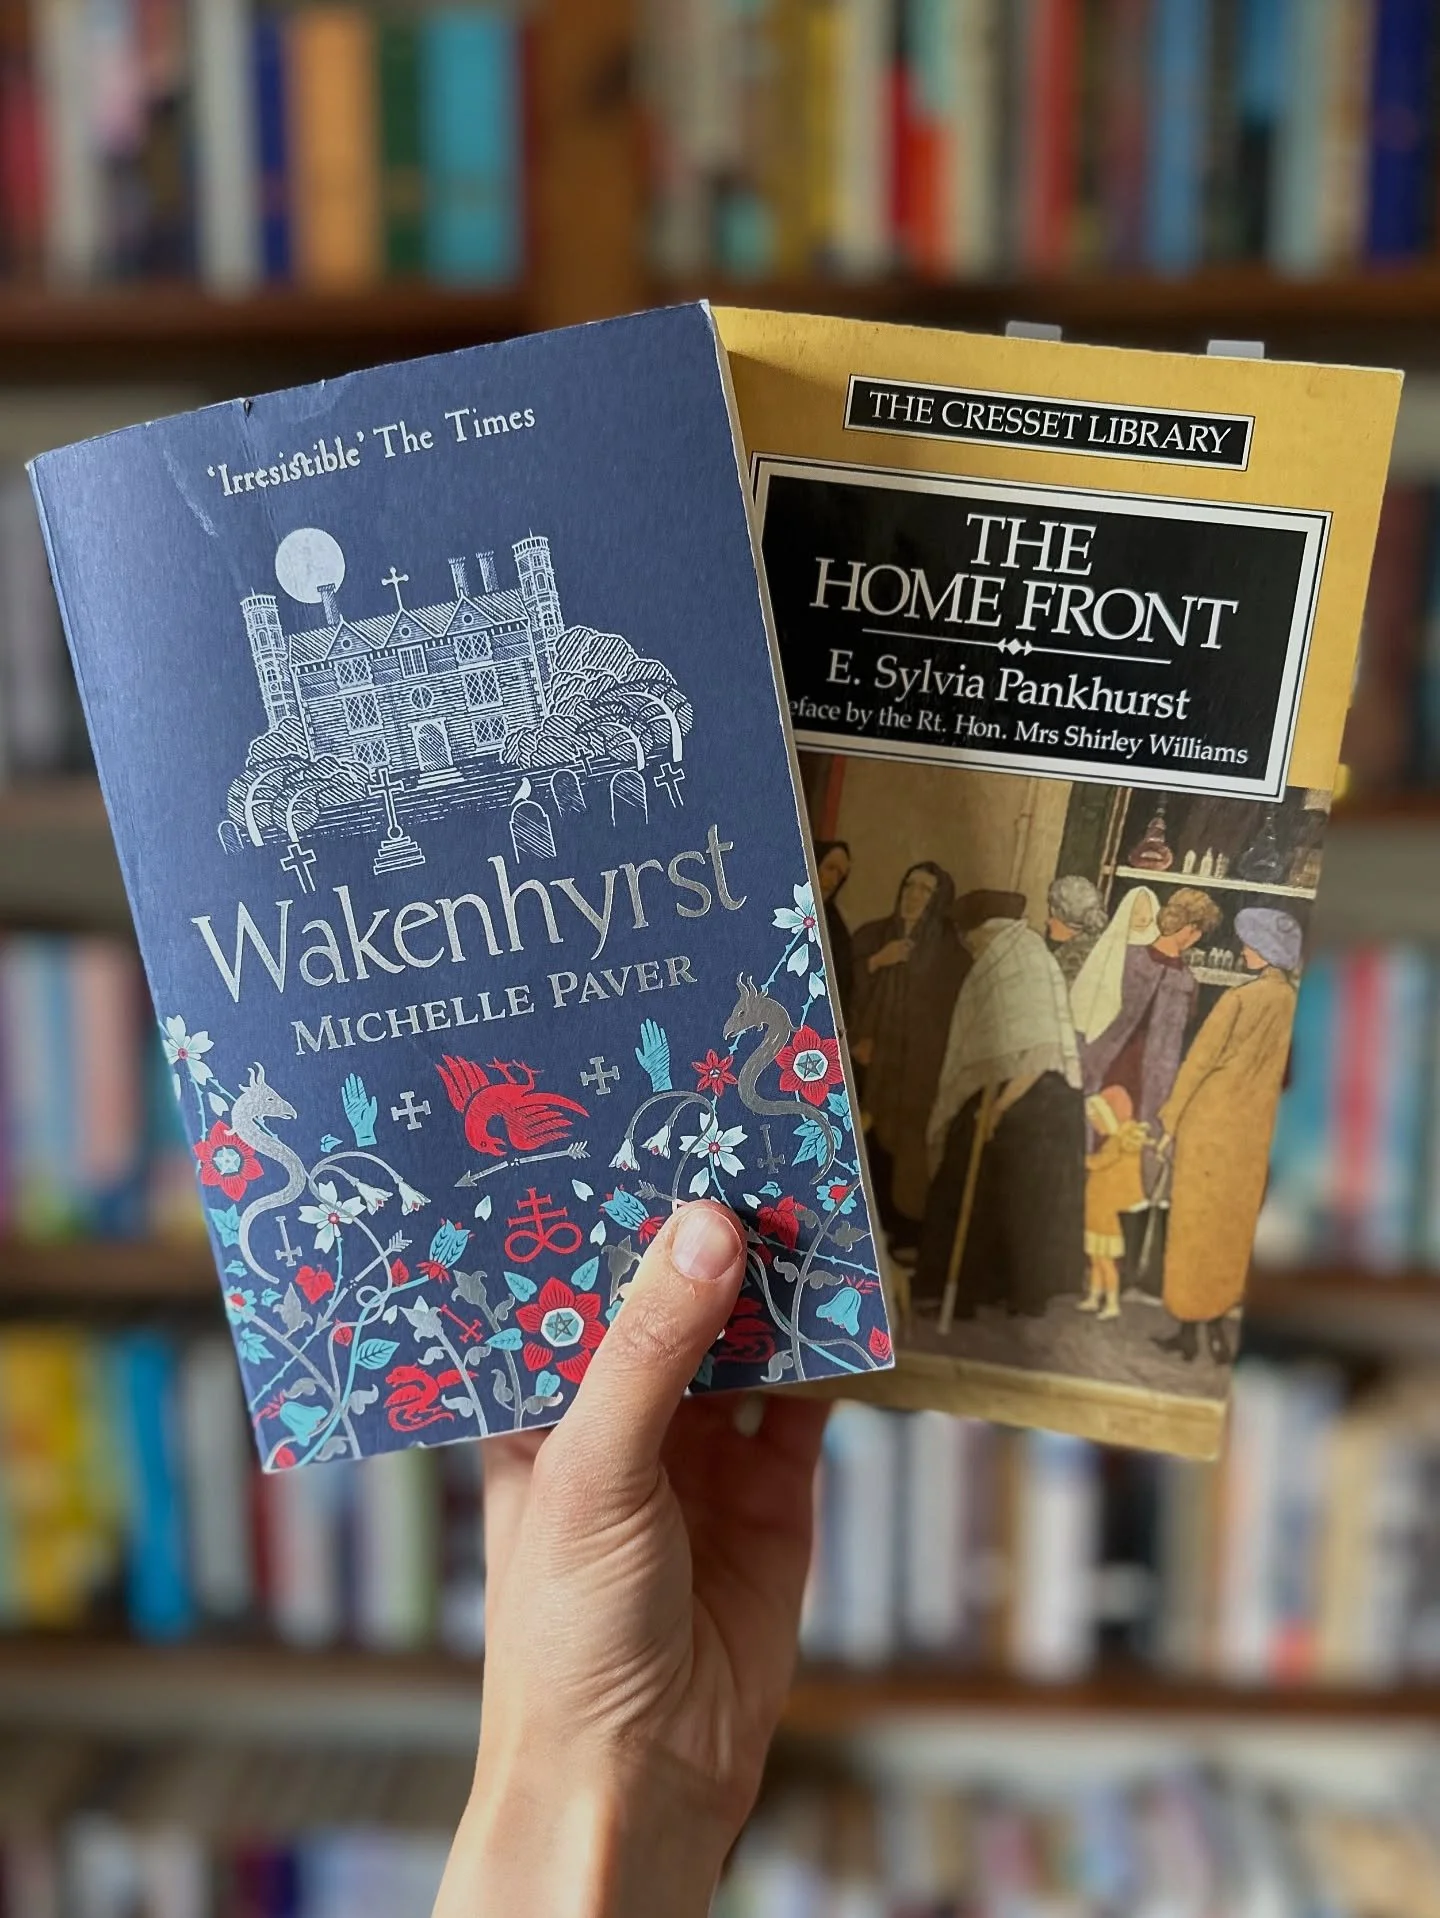 'Irresistible' The Times
Wakenhyrst
MICHELLE PAVER
THE CRESSET LIBRARY
THE
HOME FRONT
E. Sylvia Pankhurst
eface by the Rt. Hon. Mrs Shirley Williams